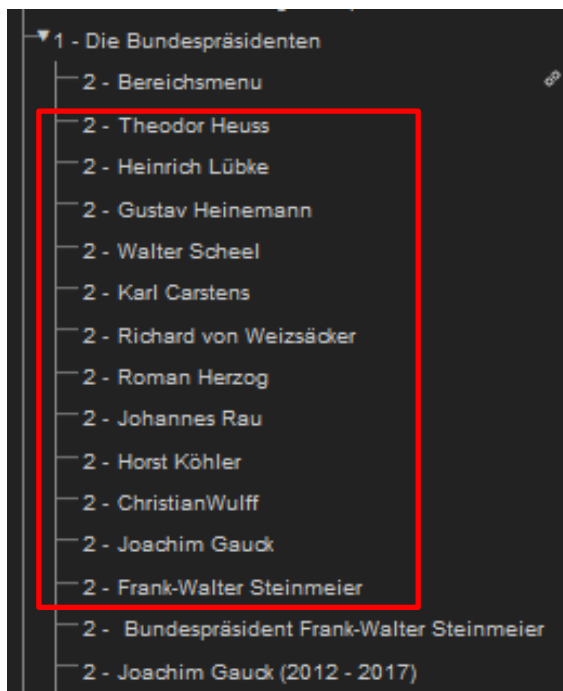 1 - Die Bundespräsidenten
2 - Bereichsmenu
2 - Theodor Heuss
2 - Heinrich Lübke
2 - Gustav Heinemann
2 - Walter Scheel
2 - Karl Carstens
2 - Richard von Weizsäcker
2 - Roman Herzog
2 - Johannes Rau
2 - Horst Köhler
2 - ChristianWulff
2 - Joachim Gauck
2 - Frank-Walter Steinmeier
2 - Bundespräsident Frank-Walter Steinmeier
2 - Joachim Gauck (2012 - 2017)